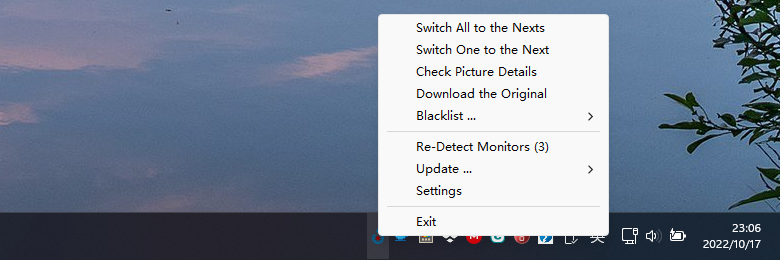 Switch All to the Nexts
Switch One to the Next
Check Picture Details
Download the Original
Blacklist ...
Re-Detect Monitors (3)
Update ...
Settings
Exit
英
23:06
2022/10/17